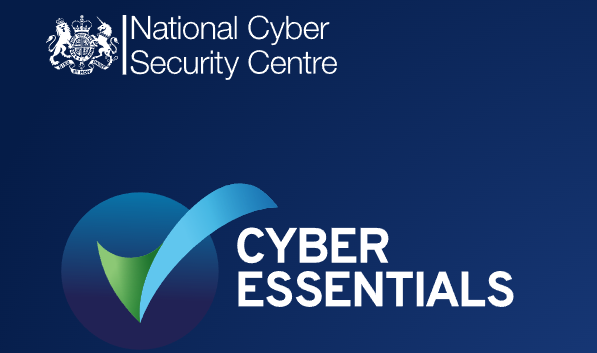 National Cyber
Security Centre
CYBER
ESSENTIALS